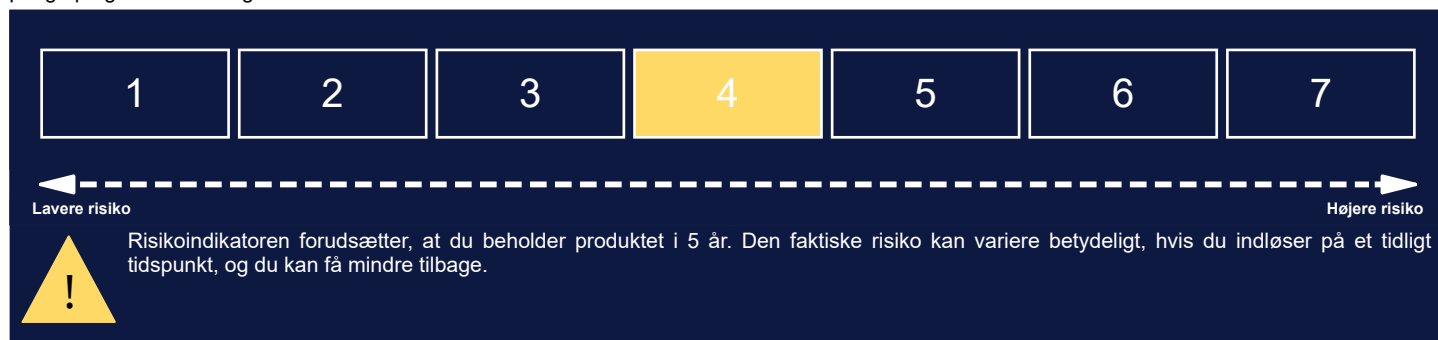 1 2 3 4 5 6 7
Lavere risiko Højere risiko
Risikoindikatoren forudsætter, at du beholder produktet i 5 år. Den faktiske risiko kan variere betydeligt, hvis du indløser på et tidligt
tidspunkt, og du kan få mindre tilbage.
!